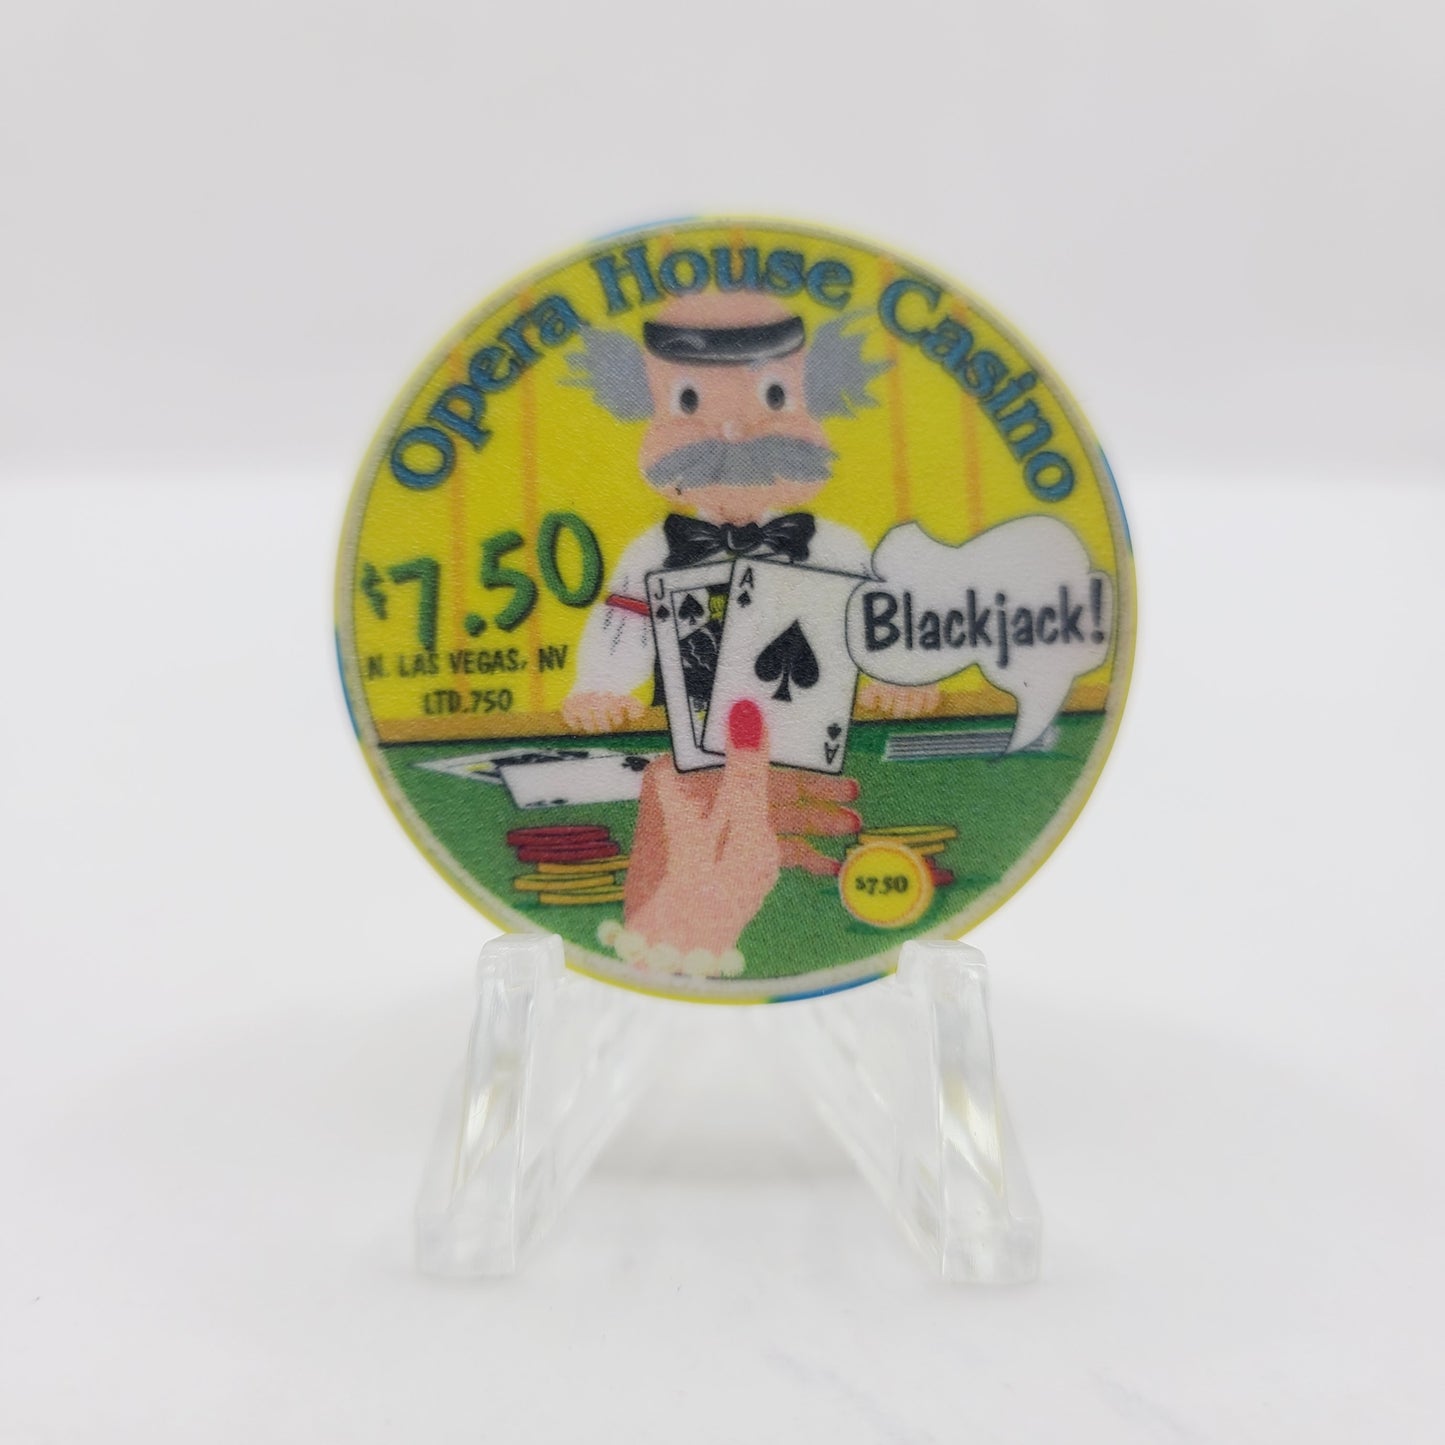 Opera House Casino
$7.50
N. LAS VEGAS, NV
LTD.750
J
A
Blackjack!
A
$7.50